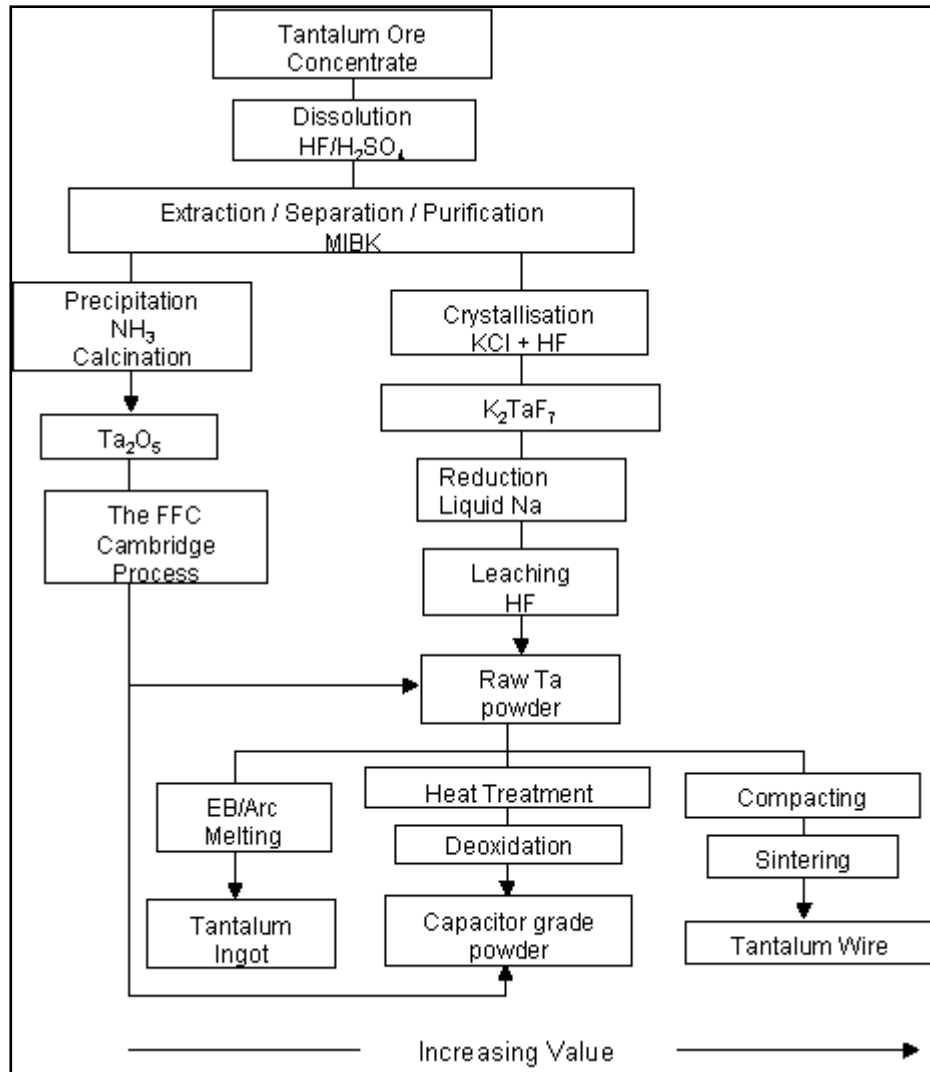 Tantalum Ore
Concentrate
Dissolution
HF/H₂SO₄
Extraction / Separation / Purification
MIBK
Precipitation
NH₃
Calcination
Crystallisation
KCl + HF
K₂TaF₇
Ta₂O₅
Reduction
Liquid Na
The FFC
Cambridge
Process
Leaching
HF
Raw Ta
powder
EB/Arc
Melting
Heat Treatment
Compacting
Deoxidation
Sintering
Tantalum
Ingot
Capacitor grade
powder
Tantalum Wire
Increasing Value